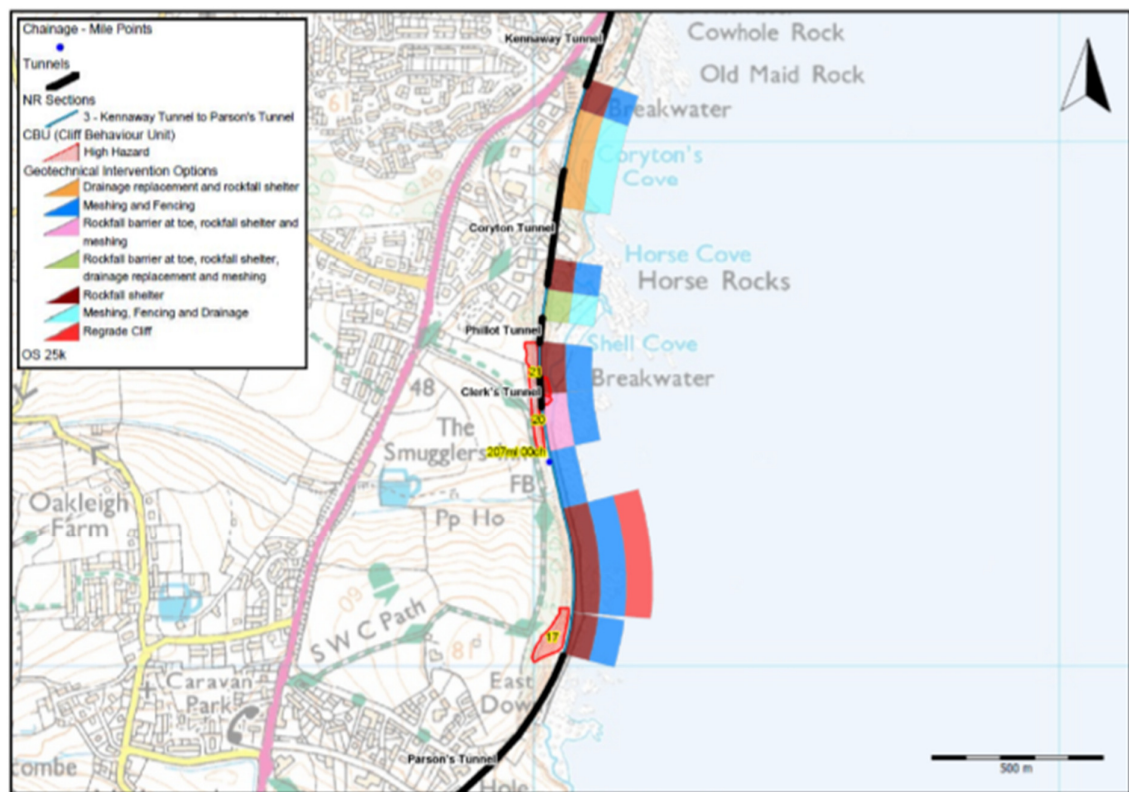 Chainage - Mile Points
Tunnels
NR Sections
3 - Kennaway Tunnel to Parson's Tunnel
CBU (Cliff Behaviour Unit)
High Hazard
Geotechnical Intervention Options
Drainage replacement and rockfall shelter
Meshing and Fencing
Rockfall barrier at toe, rockfall shelter and
meshing
Rockfall barrier at toe, rockfall shelter,
drainage replacement and meshing
Rockfall shelter
Meshing, Fencing and Drainage
Regrade Cliff
OS 25k
Kennaway Tunnel
Cowhole Rock
Old Maid Rock
Breakwater
Coryton's
Cove
Coryton Tunnel
Horse Cove
Horse Rocks
Phillot Tunnel
Shell Cove
Breakwater
21
48
Clerk's Tunnel
20
The
Smugglers
207ml 00ch
FB
Pp Ho
Oakleigh
Farm
60
S W C Path
17
81
Caravan
Park
East
Dow
Parson's Tunnel
combe
Hole
500 m